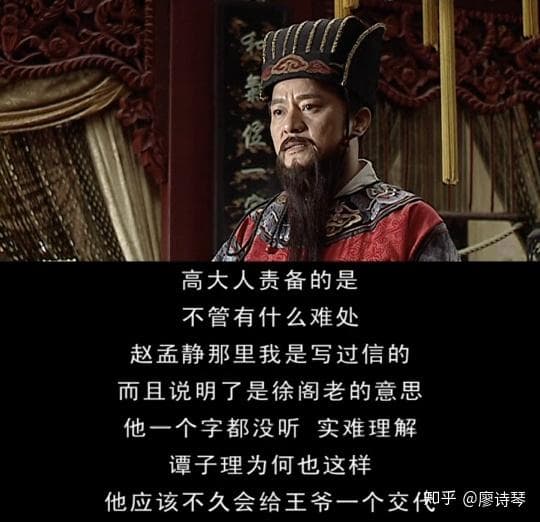 高大人责备的是
不管有什么难处
赵孟静那里我是写过信的
而且说明了是徐阁老的意思
他一个字都没听 实难理解
谭子理为何也这样
他应该不久会给王爷一个交代
知乎 @廖诗琴